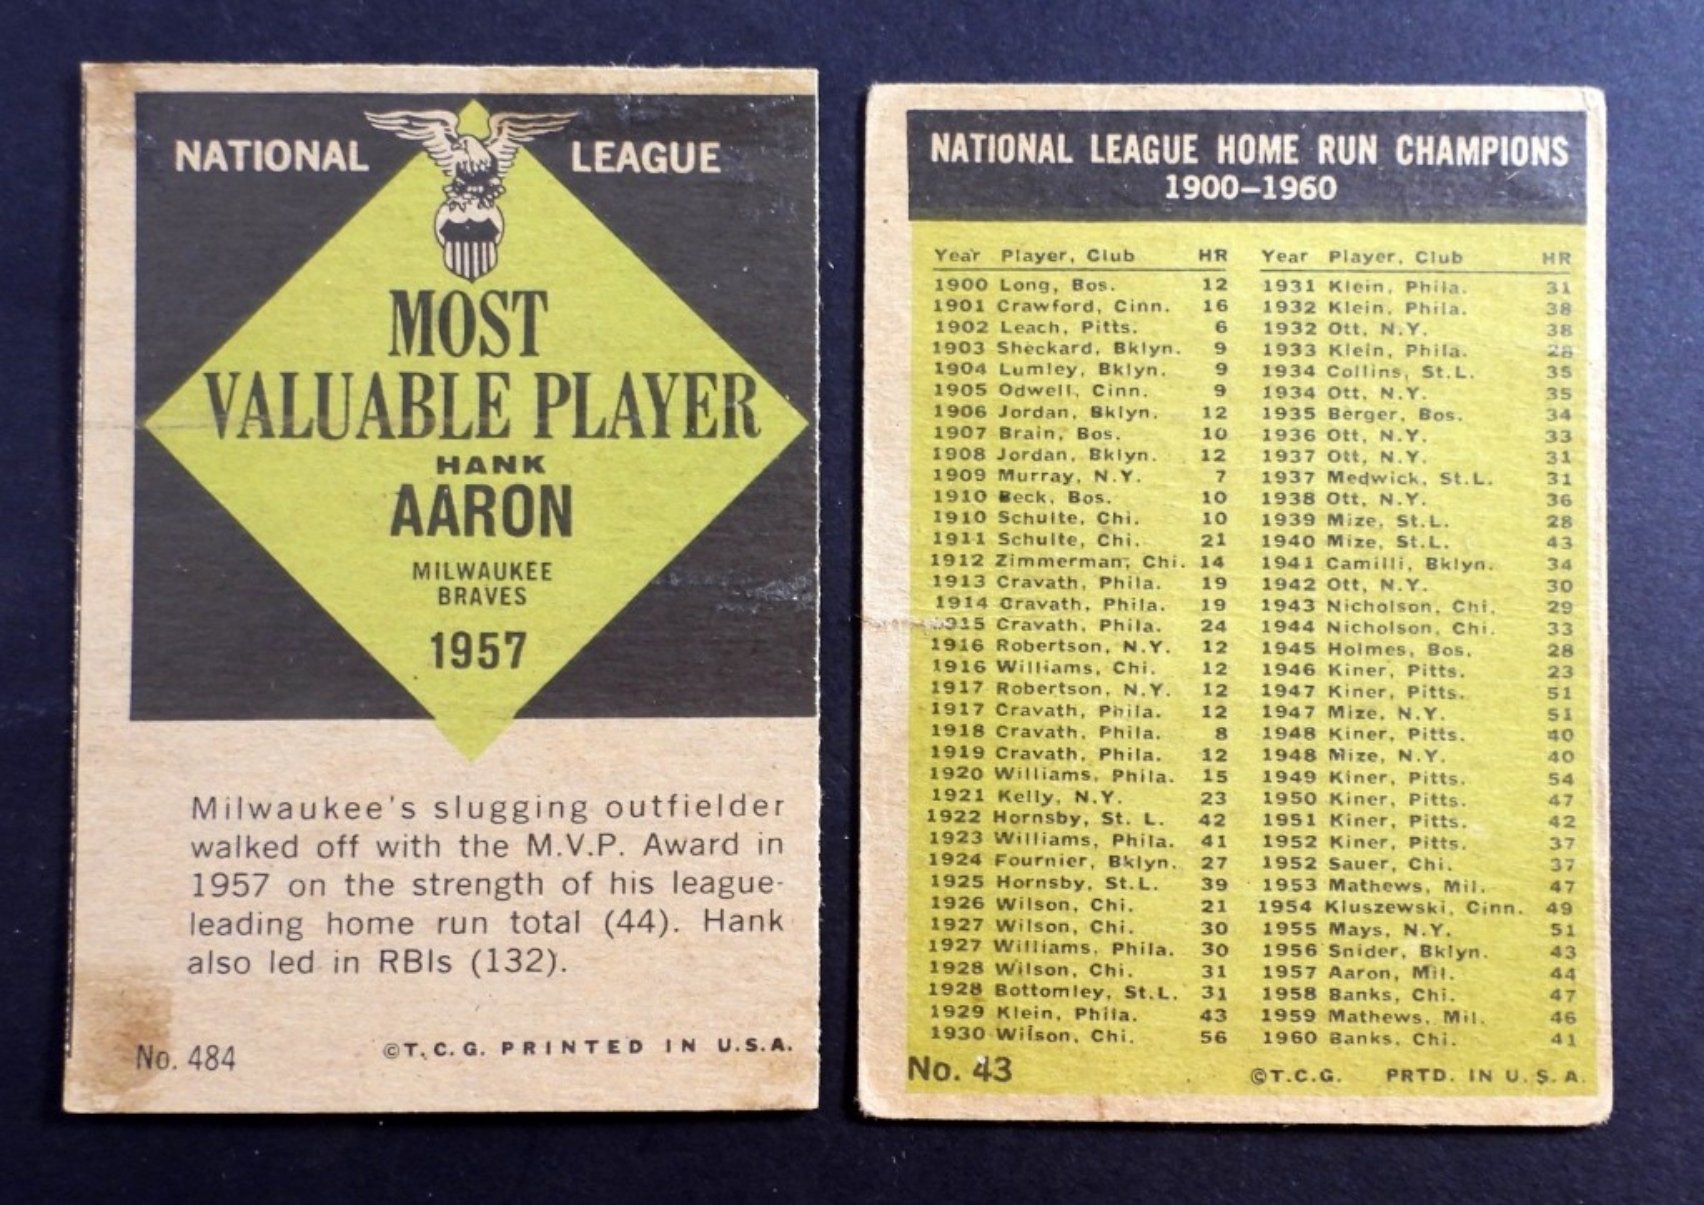 NATIONAL LEAGUE
MOST
VALUABLE PLAYER
HANK
AARON
MILWAUKEE
BRAVES
1957
Milwaukee's slugging outfielder
walked off with the M.V.P. Award in
1957 on the strength of his league-
leading home run total (44). Hank
also led in RBIs (132).
No. 484 ©T.C.G. PRINTED IN U.S.A.
NATIONAL LEAGUE HOME RUN CHAMPIONS
1900–1960
Year Player, Club HR
1900 Long, Bos. 12
1901 Crawford, Cinn. 16
1902 Leach, Pitts. 6
1903 Sheckard, Bklyn. 9
1904 Lumley, Bklyn. 9
1905 Odwell, Cinn. 9
1906 Jordan, Bklyn. 12
1907 Brain, Bos. 10
1908 Jordan, Bklyn. 12
1909 Murray, N.Y. 7
1910 Beck, Bos. 10
1910 Schulte, Chi. 10
1911 Schulte, Chi. 21
1912 Zimmerman, Chi. 14
1913 Cravath, Phila. 19
1914 Cravath, Phila. 19
1915 Cravath, Phila. 24
1916 Robertson, N.Y. 12
1916 Williams, Chi. 12
1917 Robertson, N.Y. 12
1917 Cravath, Phila. 12
1918 Cravath, Phila. 8
1919 Cravath, Phila. 12
1920 Williams, Phila. 15
1921 Kelly, N.Y. 23
1922 Hornsby, St. L. 42
1923 Williams, Phila. 41
1924 Fournier, Bklyn. 27
1925 Hornsby, St.L. 39
1926 Wilson, Chi. 21
1927 Wilson, Chi. 30
1927 Williams, Phila. 30
1928 Wilson, Chi. 31
1928 Bottomley, St.L. 31
1929 Klein, Phila. 43
1930 Wilson, Chi. 56
Year Player, Club HR
1931 Klein, Phila. 31
1932 Klein, Phila. 38
1932 Ott, N.Y. 38
1933 Klein, Phila. 28
1934 Collins, St.L. 35
1934 Ott, N.Y. 35
1935 Berger, Bos. 34
1936 Ott, N.Y. 33
1937 Ott, N.Y. 31
1937 Medwick, St.L. 31
1938 Ott, N.Y. 36
1939 Mize, St.L. 28
1940 Mize, St.L. 43
1941 Camilli, Bklyn. 34
1942 Ott, N.Y. 30
1943 Nicholson, Chi. 29
1944 Nicholson, Chi. 33
1945 Holmes, Bos. 28
1946 Kiner, Pitts. 23
1947 Kiner, Pitts. 51
1947 Mize, N.Y. 51
1948 Kiner, Pitts. 40
1948 Mize, N.Y. 40
1949 Kiner, Pitts. 54
1950 Kiner, Pitts. 47
1951 Kiner, Pitts. 42
1952 Kiner, Pitts. 37
1952 Sauer, Chi. 37
1953 Mathews, Mil. 47
1954 Kluszewski, Cinn. 49
1955 Mays, N.Y. 51
1956 Snider, Bklyn. 43
1957 Aaron, Mil. 44
1958 Banks, Chi. 47
1959 Mathews, Mil. 46
1960 Banks, Chi. 41
No. 43 ©T.C.G. PRTD. IN U.S.A.